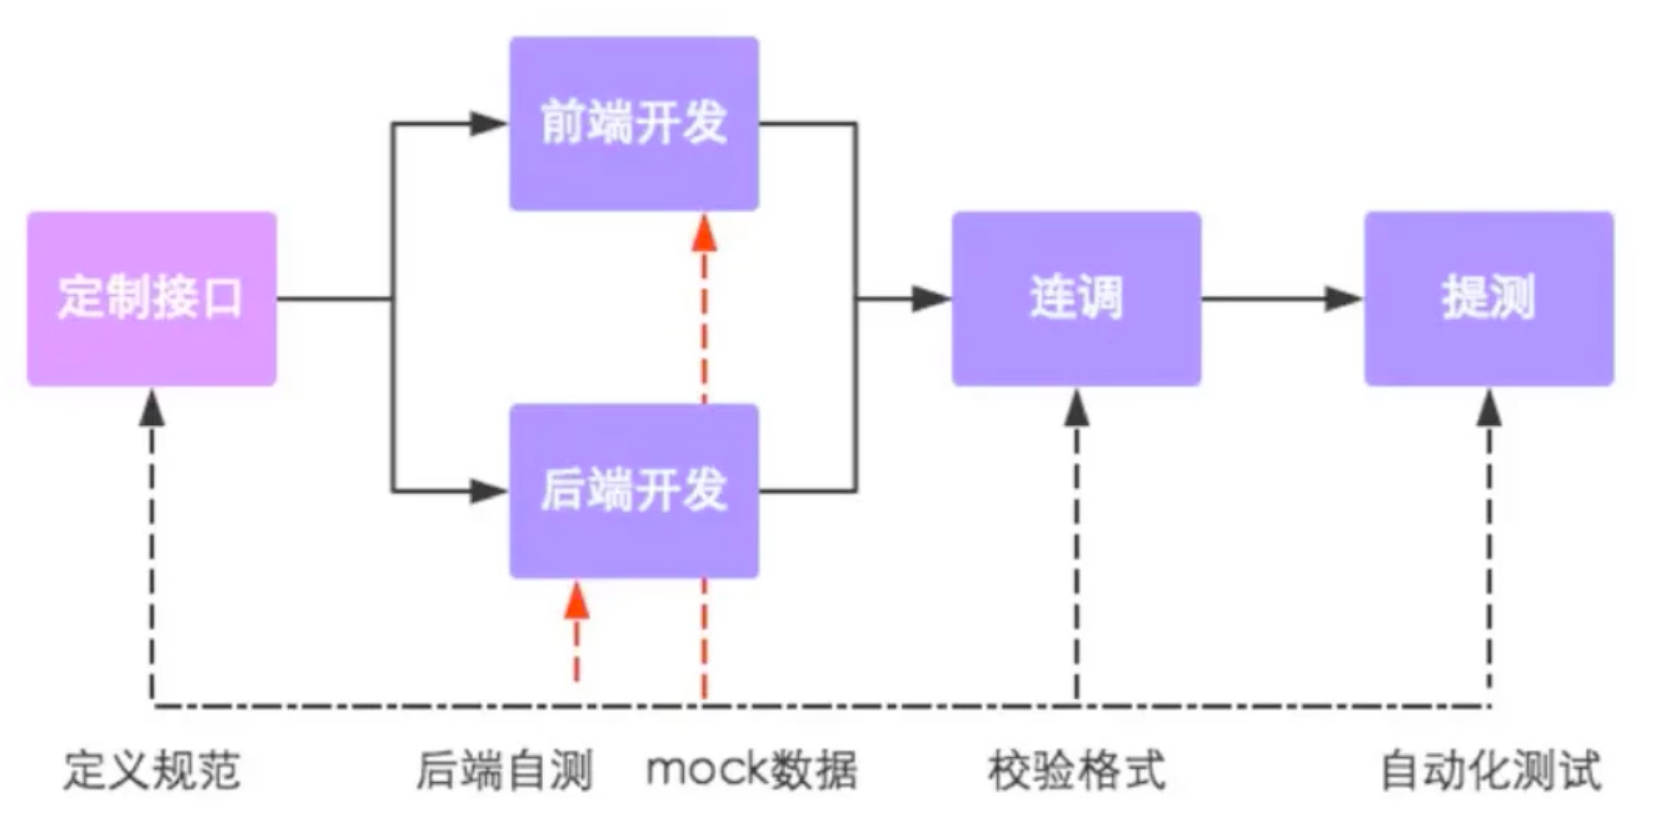 前端开发
定制接口
连调
提测
后端开发
定义规范
后端自测
mock数据
校验格式
自动化测试